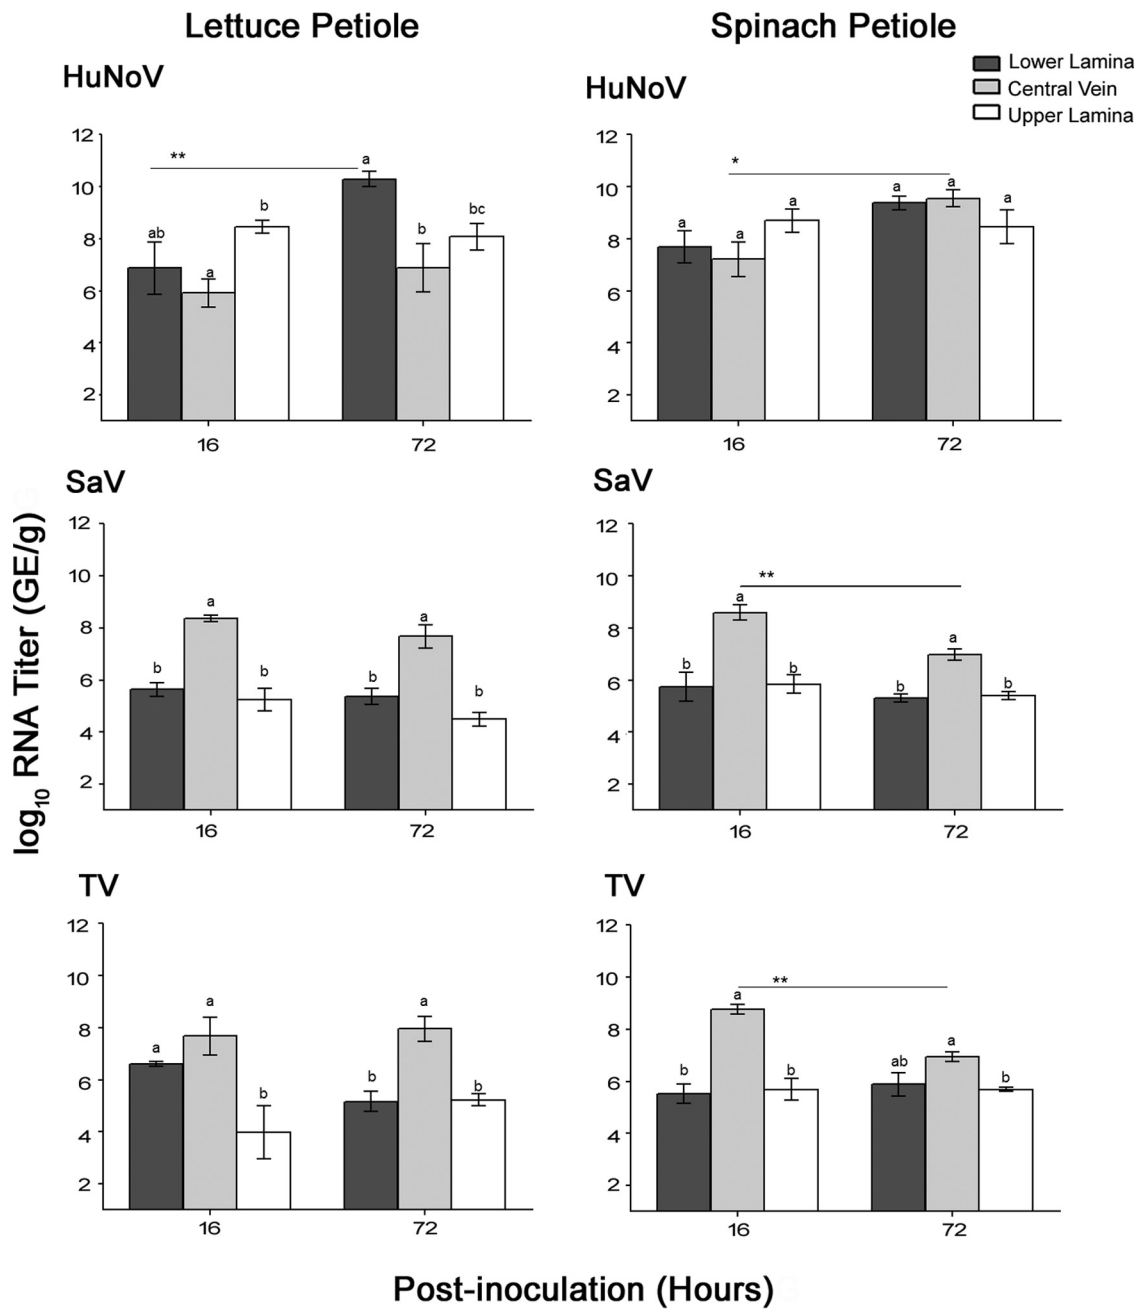 Lettuce Petiole
Spinach Petiole
Lower Lamina
Central Vein
Upper Lamina
HuNoV
12
10
8
6
4
2
**
ab
a
b
a
b
bc
16
72
HuNoV
12
10
8
6
4
2
*
a
a
a
a
a
a
16
72
log10 RNA Titer (GE/g)
SaV
12
10
8
6
4
2
b
a
b
b
a
b
16
72
SaV
12
10
8
6
4
2
**
b
a
b
b
a
b
16
72
TV
12
10
8
6
4
2
a
a
b
b
a
b
16
72
TV
12
10
8
6
4
2
**
b
a
b
ab
a
b
16
72
Post-inoculation (Hours)